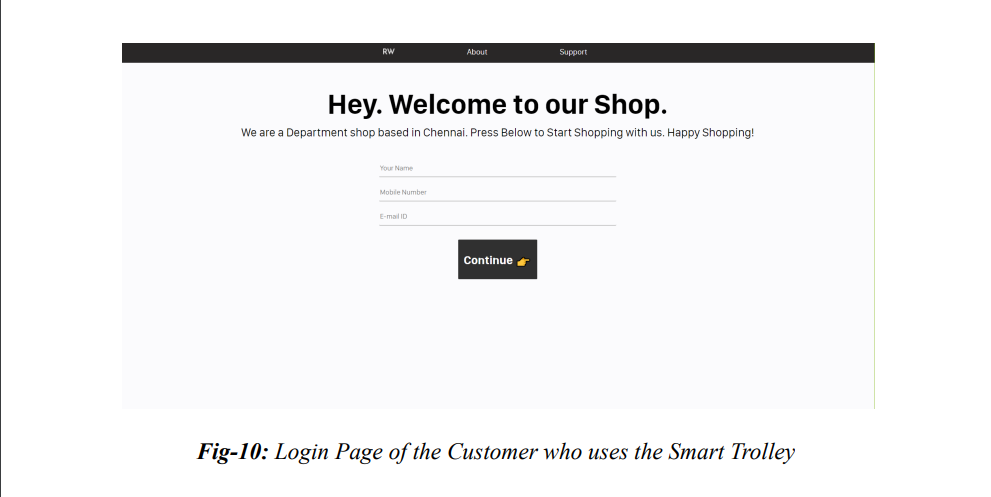 RW About Support
Hey. Welcome to our Shop.
We are a Department shop based in Chennai. Press Below to Start Shopping with us. Happy Shopping!
Your Name
Mobile Number
E-mail ID
Continue 👉
Fig-10: Login Page of the Customer who uses the Smart Trolley